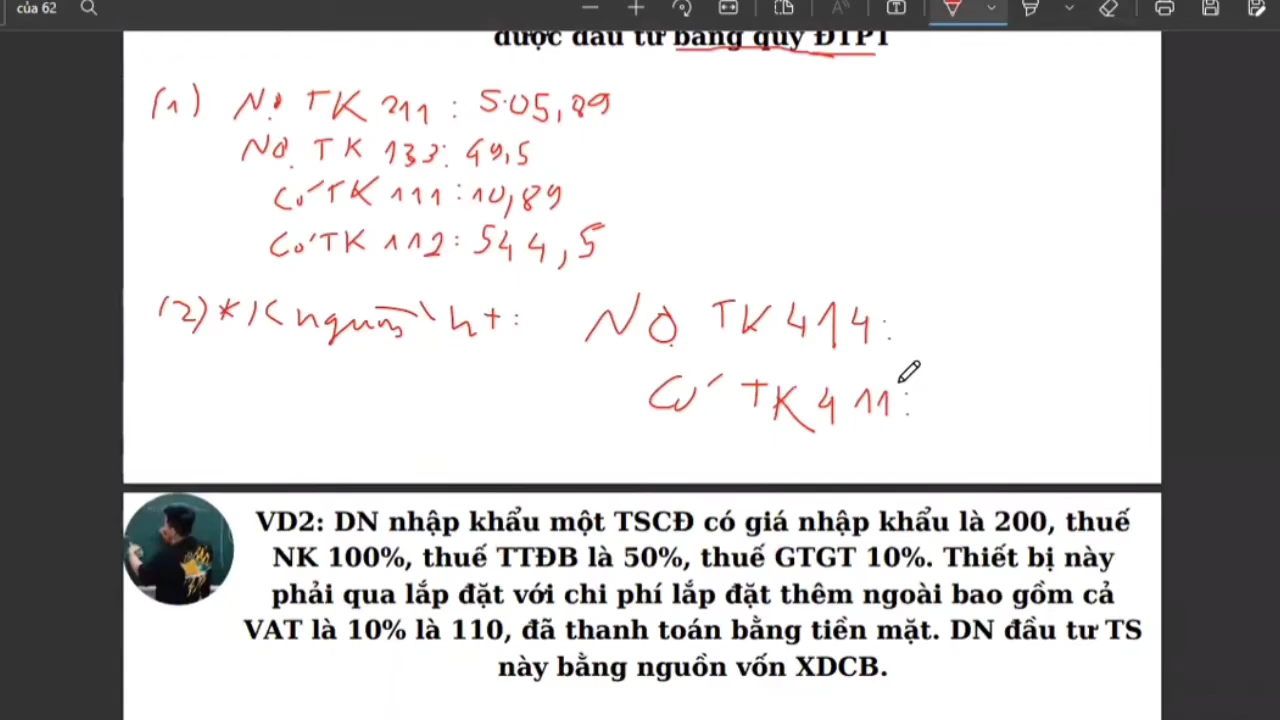 của 62
được đầu tư bằng quỹ ĐTPT
(1) Nợ TK 211 : 505,89
Nợ TK 133: 49,5
Có TK 111 : 10,89
Có TK 112: 544,5
(2) * K nguồn ht: Nợ TK 414:
Có TK 411:
VD2: DN nhập khẩu một TSCĐ có giá nhập khẩu là 200, thuế
NK 100%, thuế TTĐB là 50%, thuế GTGT 10%. Thiết bị này
phải qua lắp đặt với chi phí lắp đặt thêm ngoài bao gồm cả
VAT là 10% là 110, đã thanh toán bằng tiền mặt. DN đầu tư TS
này bằng nguồn vốn XDCB.